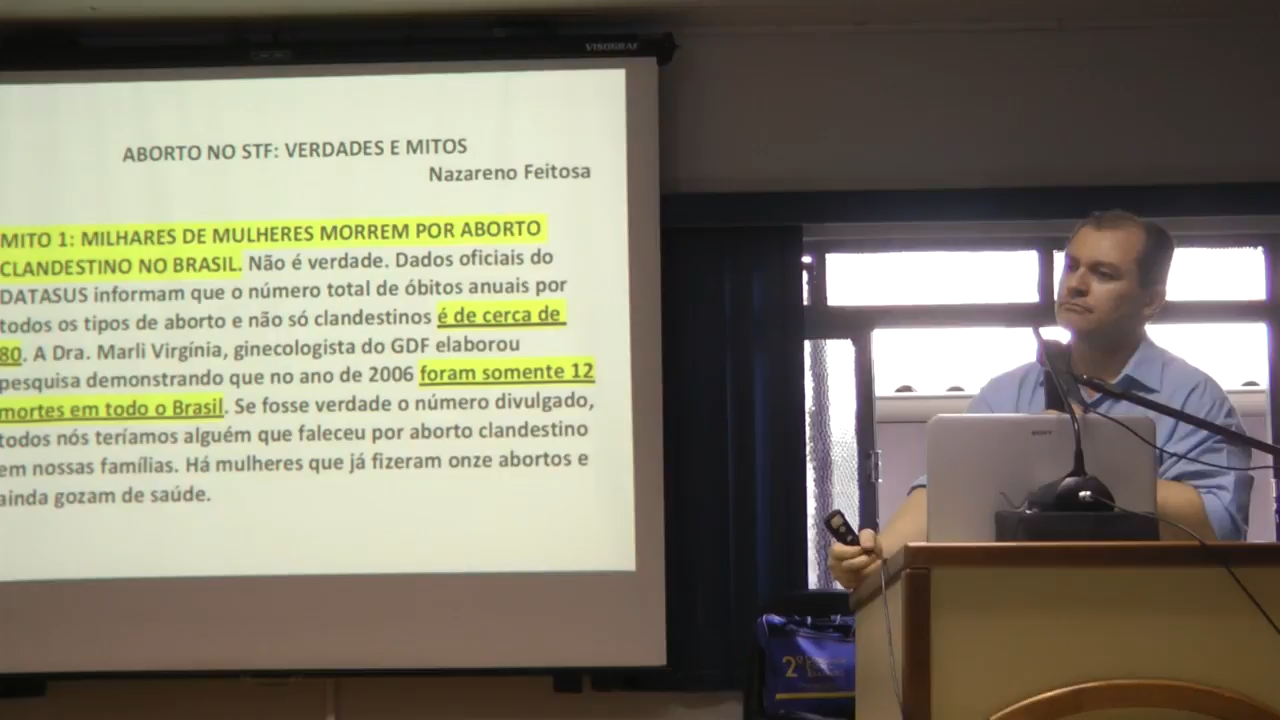 VISOGRAF
ABORTO NO STF: VERDADES E MITOS
Nazareno Feitosa
MITO 1: MILHARES DE MULHERES MORREM POR ABORTO
CLANDESTINO NO BRASIL. Não é verdade. Dados oficiais do
DATASUS informam que o número total de óbitos anuais por
todos os tipos de aborto e não só clandestinos é de cerca de
80. A Dra. Marli Virgínia, ginecologista do GDF elaborou
pesquisa demonstrando que no ano de 2006 foram somente 12
mortes em todo o Brasil. Se fosse verdade o número divulgado,
todos nós teríamos alguém que faleceu por aborto clandestino
em nossas famílias. Há mulheres que já fizeram onze abortos e
ainda gozam de saúde.
SONY
2º